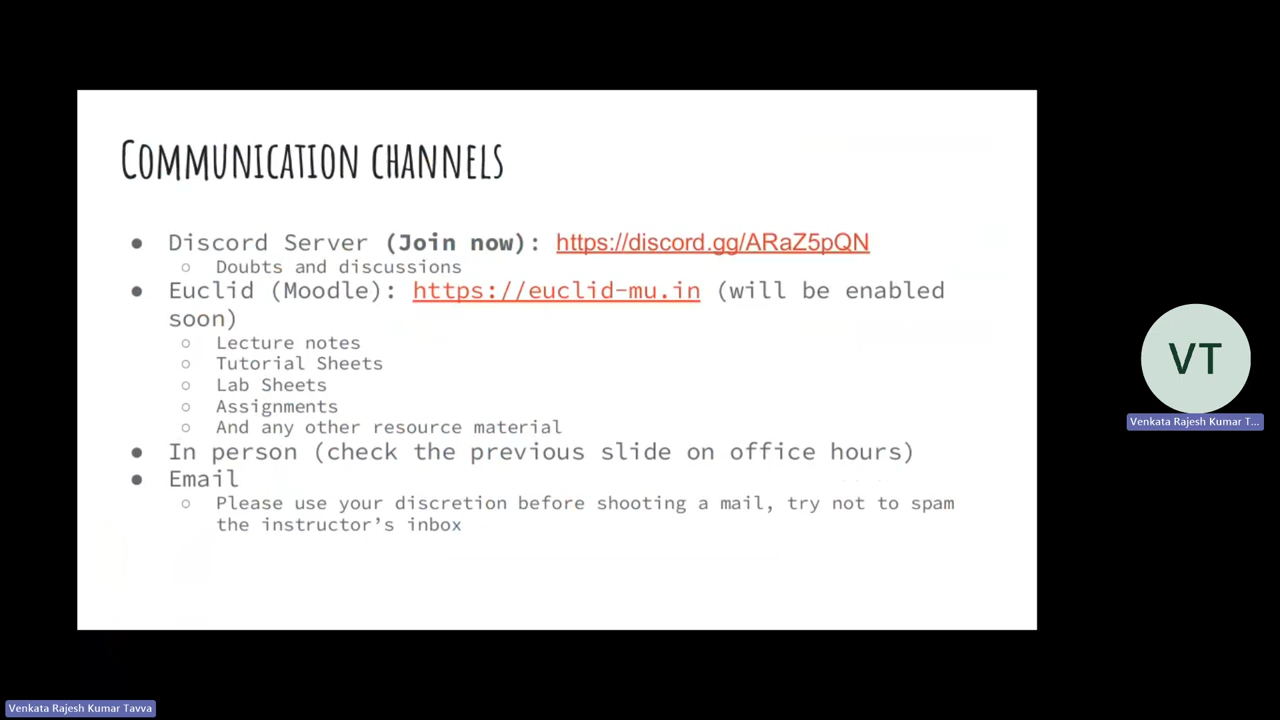 Communication channels
● Discord Server (Join now): https://discord.gg/ARaZ5pQN
○ Doubts and discussions
● Euclid (Moodle): https://euclid-mu.in (will be enabled
soon)
○ Lecture notes
○ Tutorial Sheets
○ Lab Sheets
○ Assignments
○ And any other resource material
● In person (check the previous slide on office hours)
● Email
○ Please use your discretion before shooting a mail, try not to spam
the instructor’s inbox
VT
Venkata Rajesh Kumar T...
Venkata Rajesh Kumar Tavva